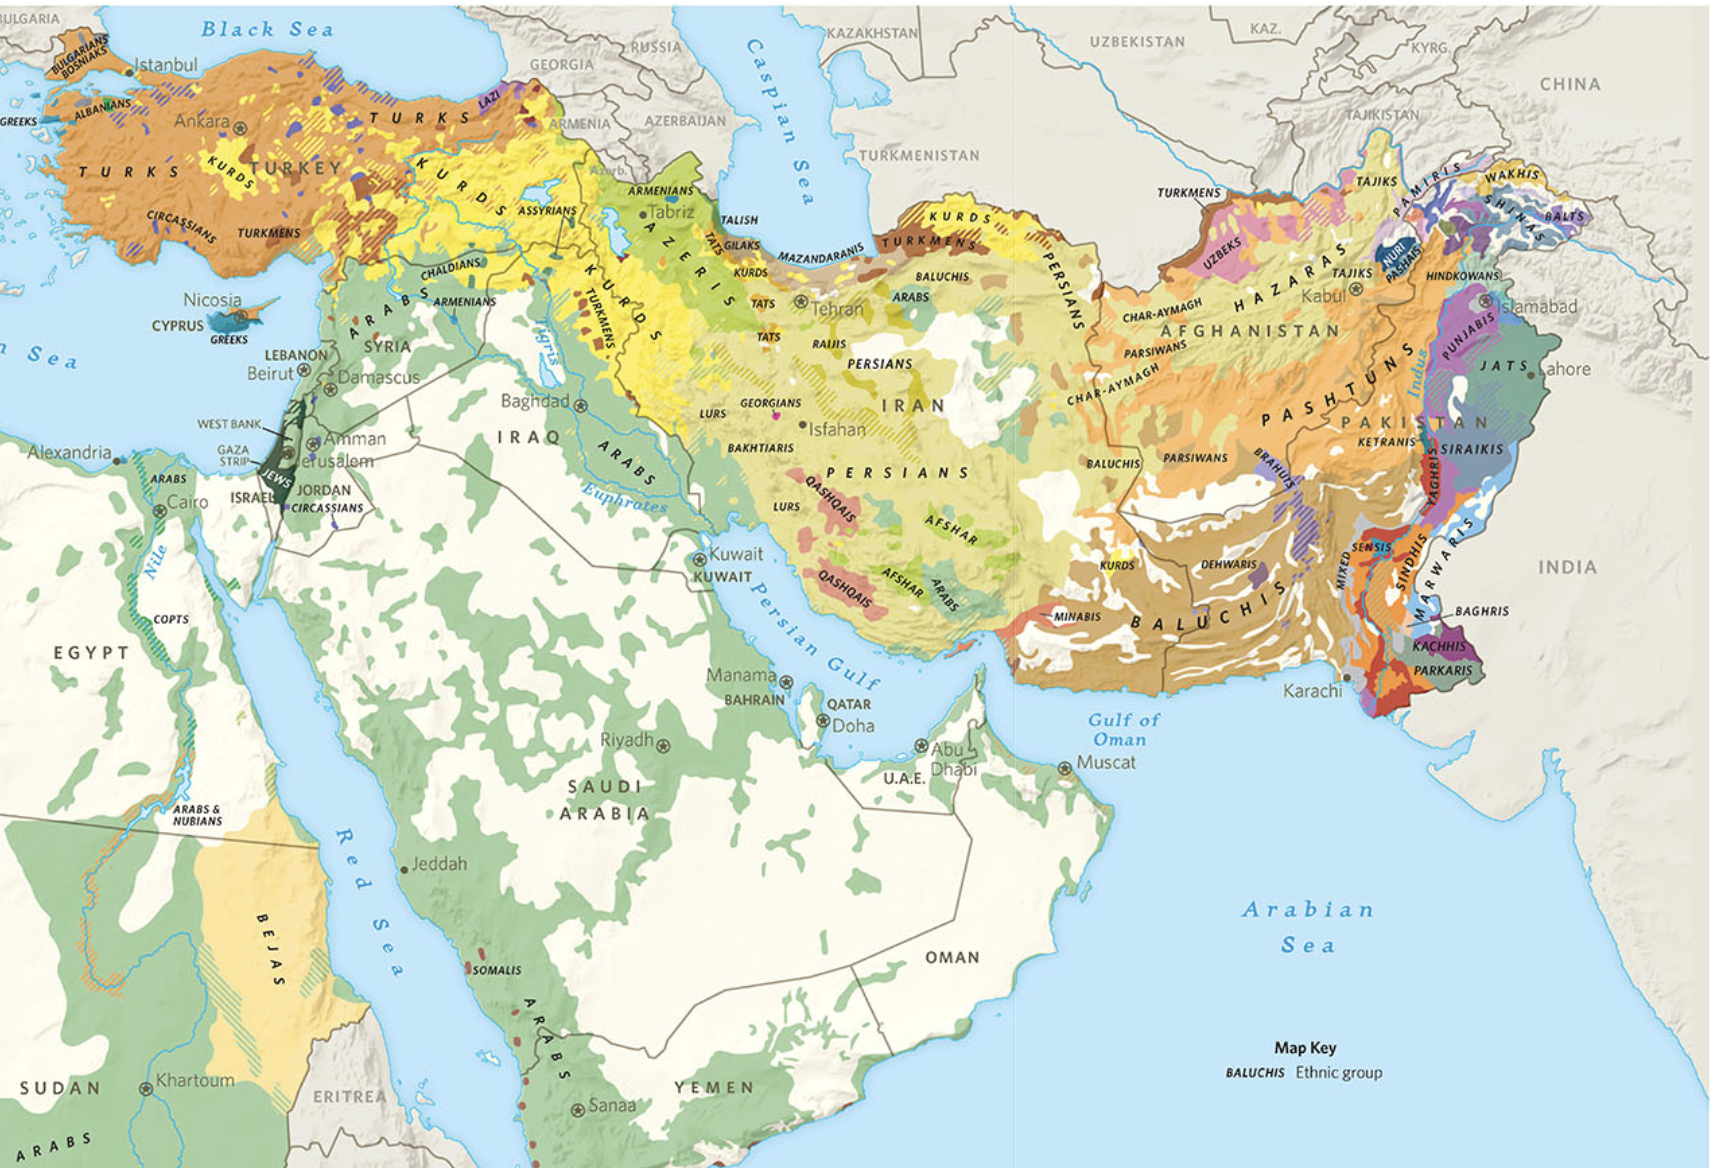 BULGARIA
Black Sea
Caspian Sea
KAZAKHSTAN
UZBEKISTAN
KAZ.
KYRG.
CHINA
RUSSIA
GEORGIA
BULGARIANS
BOSNIAKS
Istanbul
LAZI
ALBANIANS
GREEKS
Ankara
TURKS
ARMENIA
AZERBAIJAN
TAJIKISTAN
TURKMENISTAN
TURKS
KURDS
TURKEY
KURDS
Azerb.
ARMENIANS
TURKMENS
TAJIKS
PAMIRIS
WAKHIS
SHINAS
BALTS
CIRCASSIANS
TURKMENS
ASSYRIANS
Tabriz
TALISH
KURDS
TURKMENS
TATS
GILAKS
MAZANDARANIS
AZERIS
KURDS
PERSIANS
UZBEKS
HAZARAS
NURI
PASHAIS
TAJIKS
HINDKOWANS
Kabul
CHALDIANS
ARABS
ARMENIANS
KURDS
TURKMENS
TATS
Tehran
BALUCHIS
ARABS
Islamabad
Nicosia
CYPRUS
GREEKS
n Sea
SYRIA
Tigris
TATS
RAIJIS
PERSIANS
CHAR-AYMAGH
AFGHANISTAN
PARSIWANS
CHAR-AYMAGH
PUNJABIS
JATS
Lahore
LEBANON
Beirut
Damascus
Baghdad
LURS
GEORGIANS
IRAN
PASHTUNS
Indus
PAKISTAN
WEST BANK
GAZA
STRIP
Amman
Jerusalem
IRAQ
Isfahan
BAKHTIARIS
KETRANIS
SIRAIKIS
Alexandria
ARABS
Cairo
JEWS
ISRAEL
JORDAN
CIRCASSIANS
ARABS
Euphrates
PERSIANS
QASHQAIS
LURS
AFSHAR
BALUCHIS
PARSIWANS
BRAHUIS
YAGHRIS
Nile
Kuwait
KUWAIT
Persian Gulf
QASHQAIS
AFSHAR
ARABS
KURDS
DEHWARIS
MIXED
SENSIS
SINDHIS
MARWARIS
INDIA
COPTS
MINABIS
BALUCHIS
BAGHRIS
EGYPT
KACHHIS
PARKARIS
Manama
BAHRAIN
QATAR
Doha
Karachi
Gulf of
Oman
Riyadh
Abu
Dhabi
U.A.E.
Muscat
SAUDI
ARABIA
ARABS &
NUBIANS
Red Sea
Jeddah
BEJAS
Arabian
Sea
SOMALIS
OMAN
ARABS
Map Key
BALUCHIS Ethnic group
SUDAN
Khartoum
ERITREA
YEMEN
Sanaa
ARABS